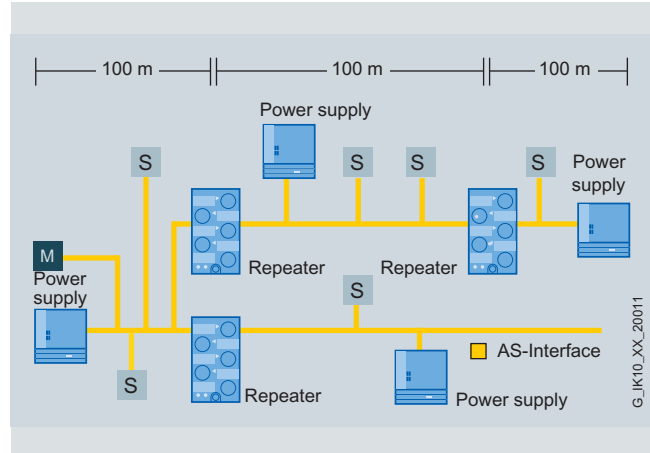 100 m
100 m
100 m
Power supply
S
S
S
S
Power
supply
M
Power
supply
Repeater
Repeater
S
S
Repeater
AS-Interface
Power supply
G_IK10_XX_20011